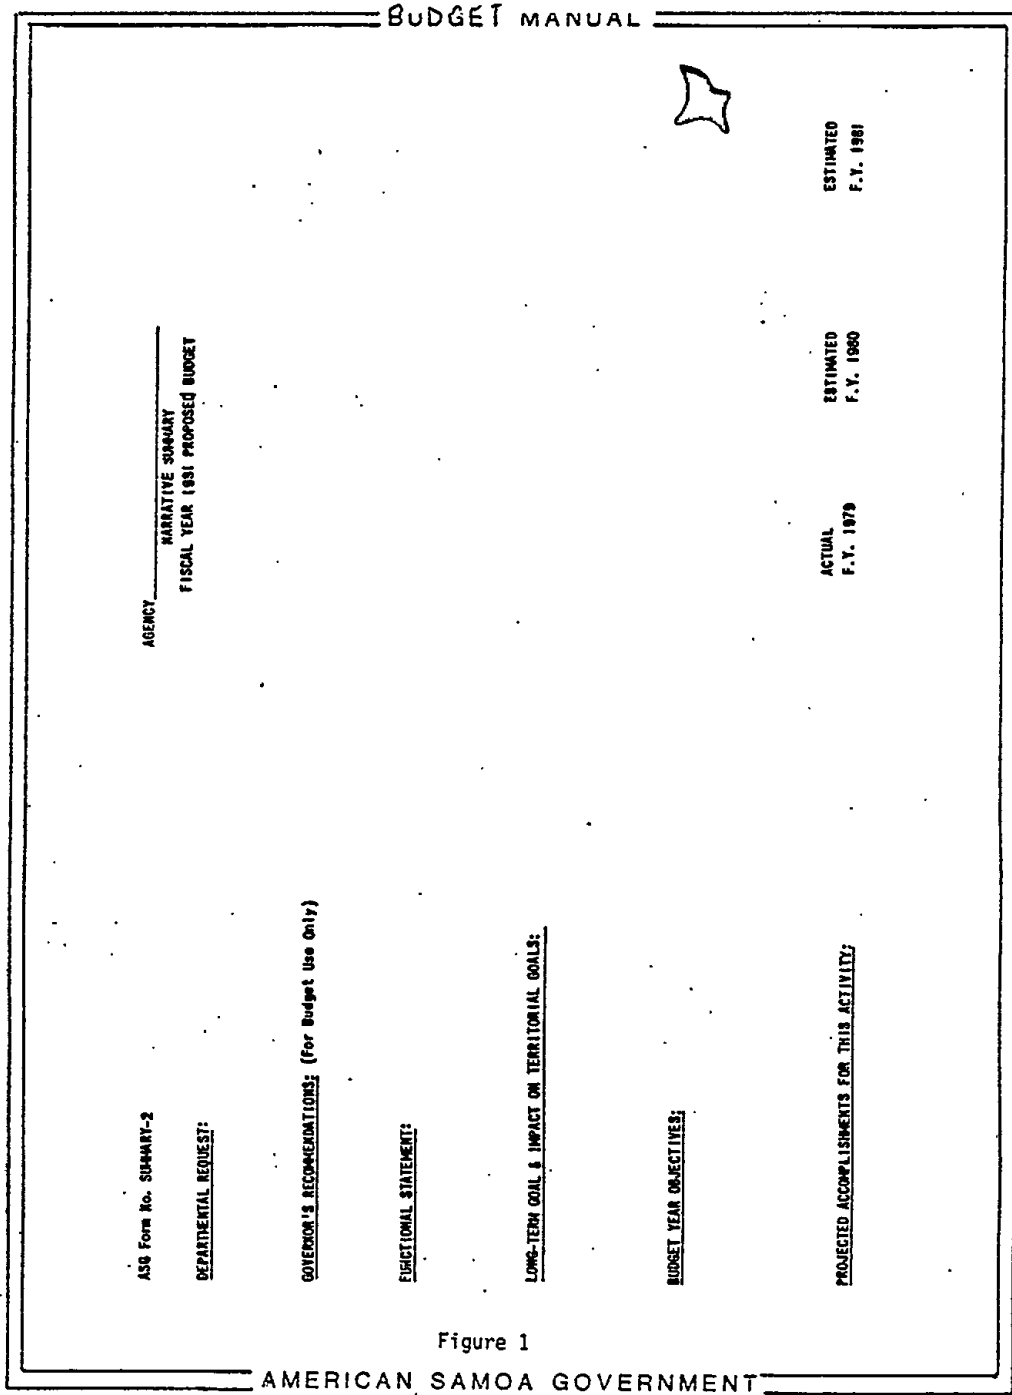 BUDGET MANUAL
ASG Form No. SUMMARY-2
AGENCY
NARRATIVE SUMMARY
FISCAL YEAR 1981 PROPOSED BUDGET
DEPARTMENTAL REQUEST:
GOVERNOR'S RECOMMENDATIONS: (For Budget Use Only)
FUNCTIONAL STATEMENT:
LONG-TERM GOAL & IMPACT ON TERRITORIAL GOALS:
BUDGET YEAR OBJECTIVES:
PROJECTED ACCOMPLISHMENTS FOR THIS ACTIVITY:
ACTUAL
F.Y. 1979
ESTIMATED
F.Y. 1980
ESTIMATED
F.Y. 1981
Figure 1
AMERICAN SAMOA GOVERNMENT